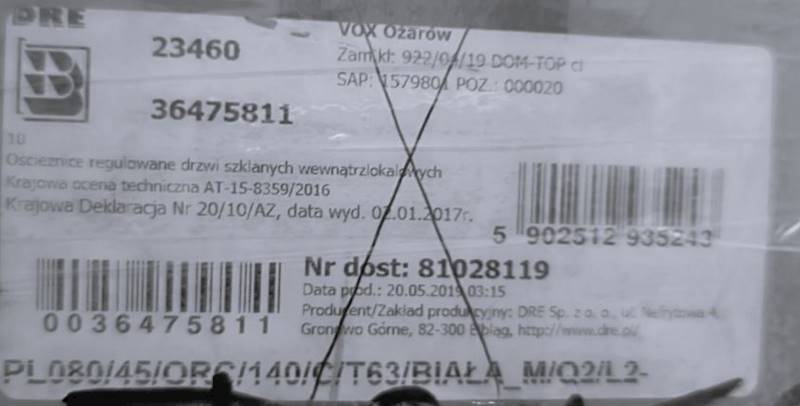 DRE
23460
VOX Ożarów
Zam.kl: 922/04/19 DOM-TOP cl
SAP: 1579801 POZ.: 000020
36475811
10
Ościeżnice regulowane drzwi szklanych wewnątrzlokalowych
Krajowa ocena techniczna AT-15-8359/2016
Krajowa Deklaracja Nr 20/10/AZ, data wyd. 02.01.2017r.
5 902512 935243
Nr dost: 81028119
Data prod.: 20.05.2019 03:15
Producent/Zakład produkcyjny: DRE Sp. z o. o., ul. Nefrytowa 4,
Gronowo Górne, 82-300 Elbląg, http://www.dre.pl/
0036475811
PL080/45/ORC/140/C/T63/BIAŁA_M/Q2/L2-